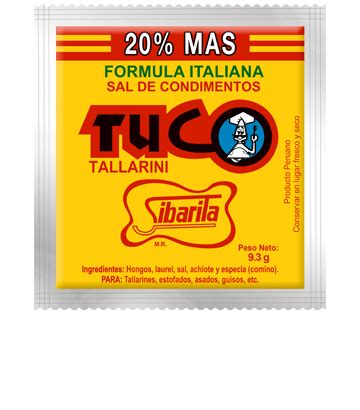 20% MAS
FORMULA ITALIANA
SAL DE CONDIMENTOS
TUCO
TALLARINI
Sibarita
M.R.
Producto Peruano
Conservar en lugar fresco y seco
Peso Neto:
9.3 g
Ingredientes: Hongos, laurel, sal, achiote y especia (comino).
PARA: Tallarines, estofados, asados, guisos, etc.